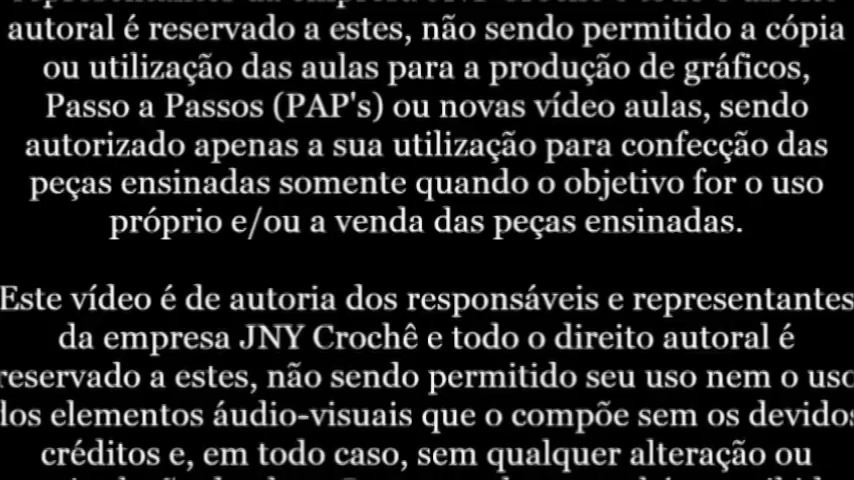 autoral é reservado a estes, não sendo permitido a cópia
ou utilização das aulas para a produção de gráficos,
Passo a Passos (PAP's) ou novas vídeo aulas, sendo
autorizado apenas a sua utilização para confecção das
peças ensinadas somente quando o objetivo for o uso
próprio e/ou a venda das peças ensinadas.
Este vídeo é de autoria dos responsáveis e representantes
da empresa JNY Crochê e todo o direito autoral é
reservado a estes, não sendo permitido seu uso nem o uso
dos elementos áudio-visuais que o compõe sem os devidos
créditos e, em todo caso, sem qualquer alteração ou